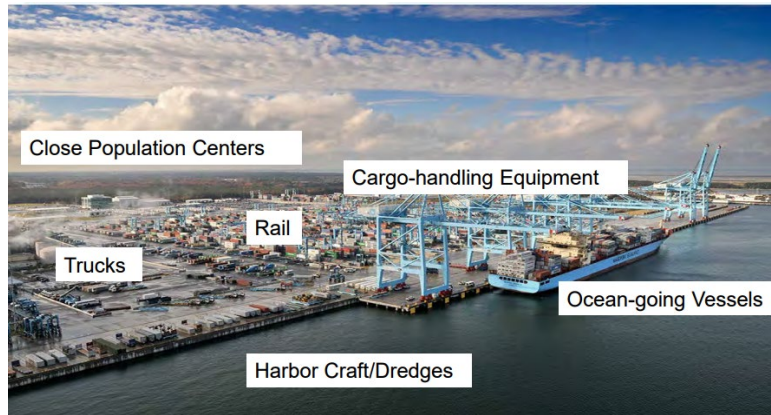 Close Population Centers
Cargo-handling Equipment
Rail
Trucks
Ocean-going Vessels
Harbor Craft/Dredges